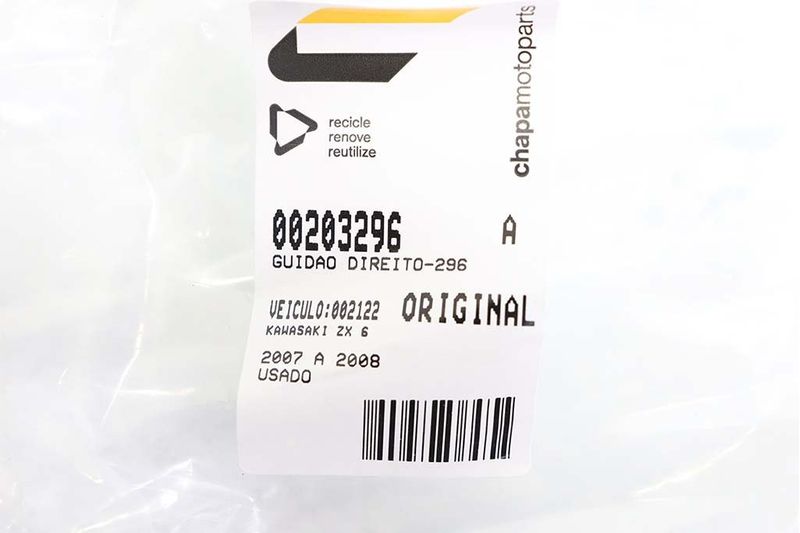 chapamotoparts
recicle
renove
reutilize
00203296 A
GUIDAO DIREITO-296
VEICULO:002122 ORIGINAL
KAWASAKI ZX 6
2007 A 2008
USADO